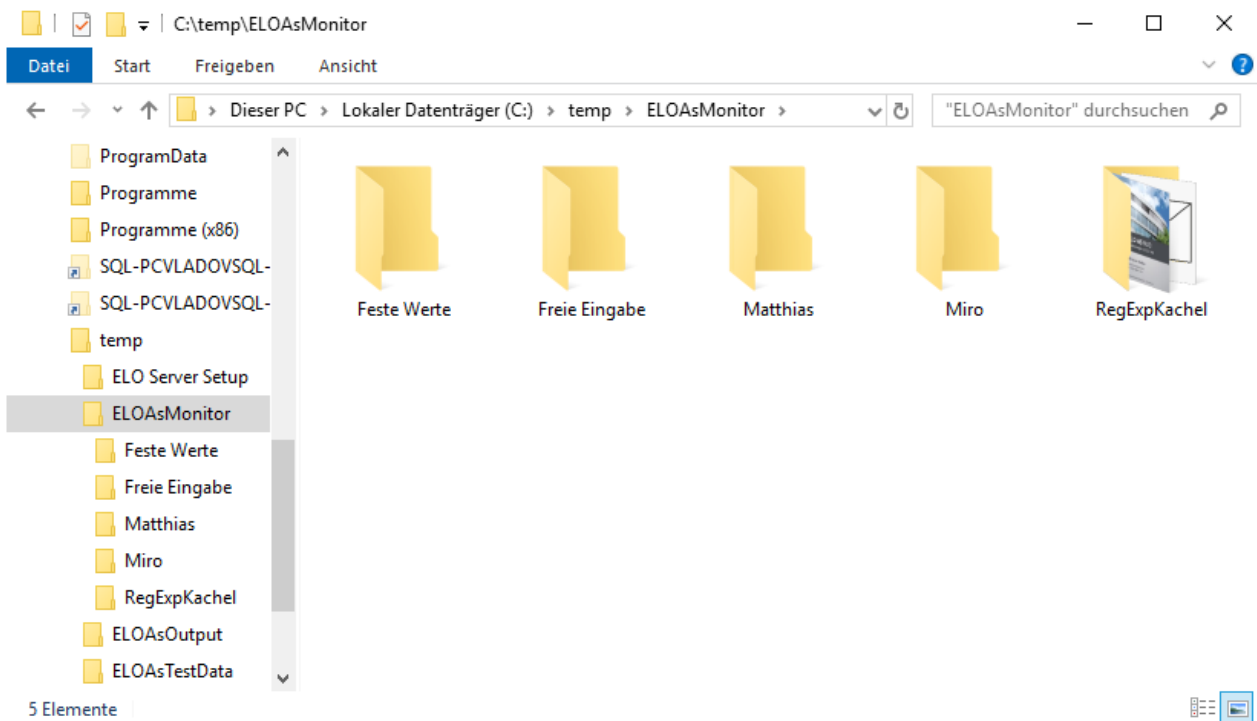 C:\temp\ELOAsMonitor
Datei Start Freigeben Ansicht
Dieser PC > Lokaler Datenträger (C:) > temp > ELOAsMonitor >
"ELOAsMonitor" durchsuchen
ProgramData
Programme
Programme (x86)
SQL-PCVLADOVSQL-
SQL-PCVLADOVSQL-
temp
ELO Server Setup
ELOAsMonitor
Feste Werte
Freie Eingabe
Matthias
Miro
RegExpKachel
ELOAsOutput
ELOAsTestData
Feste Werte
Freie Eingabe
Matthias
Miro
RegExpKachel
5 Elemente